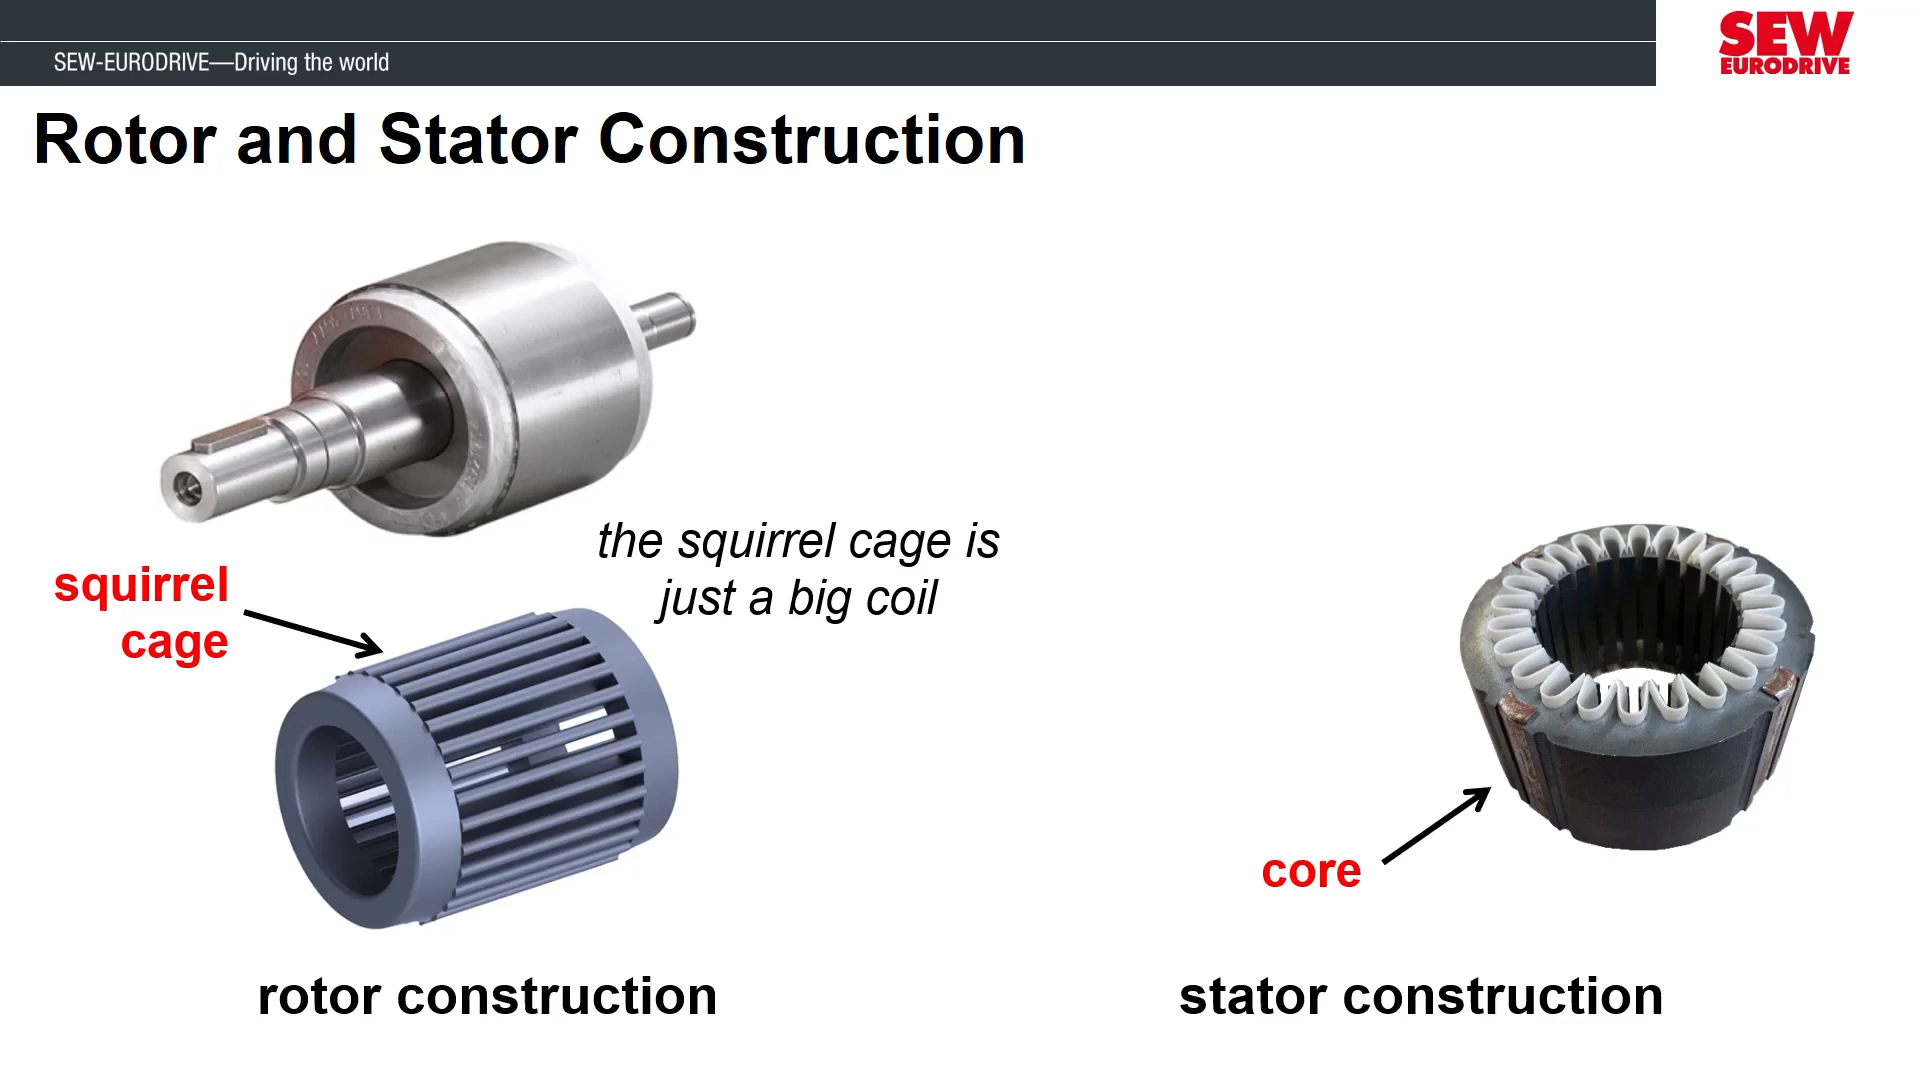 SEW-EURODRIVE—Driving the world
SEW
EURODRIVE
Rotor and Stator Construction
the squirrel cage is
just a big coil
squirrel
cage
core
rotor construction
stator construction